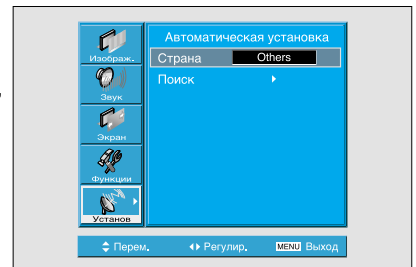 Автоматическая установка
Изображ.
Страна Others
Поиск
Звук
Экран
Функции
Установ
Перем. Регулир. MENU Выход